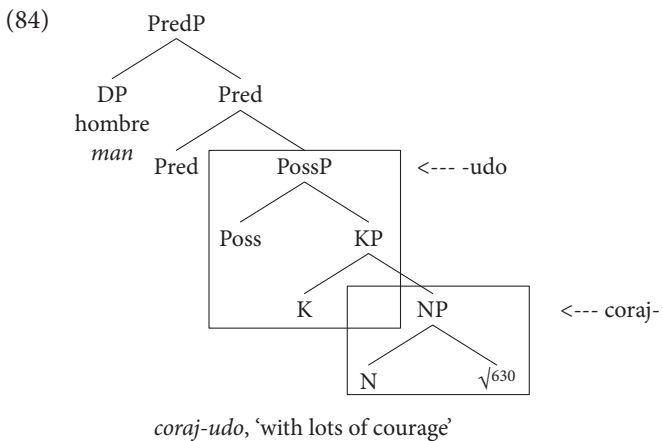 (84)
PredP
DP Pred
hombre
man
Pred PossP <--- -udo
Poss KP
K NP <--- coraj-
N √630
coraj-udo, ‘with lots of courage’